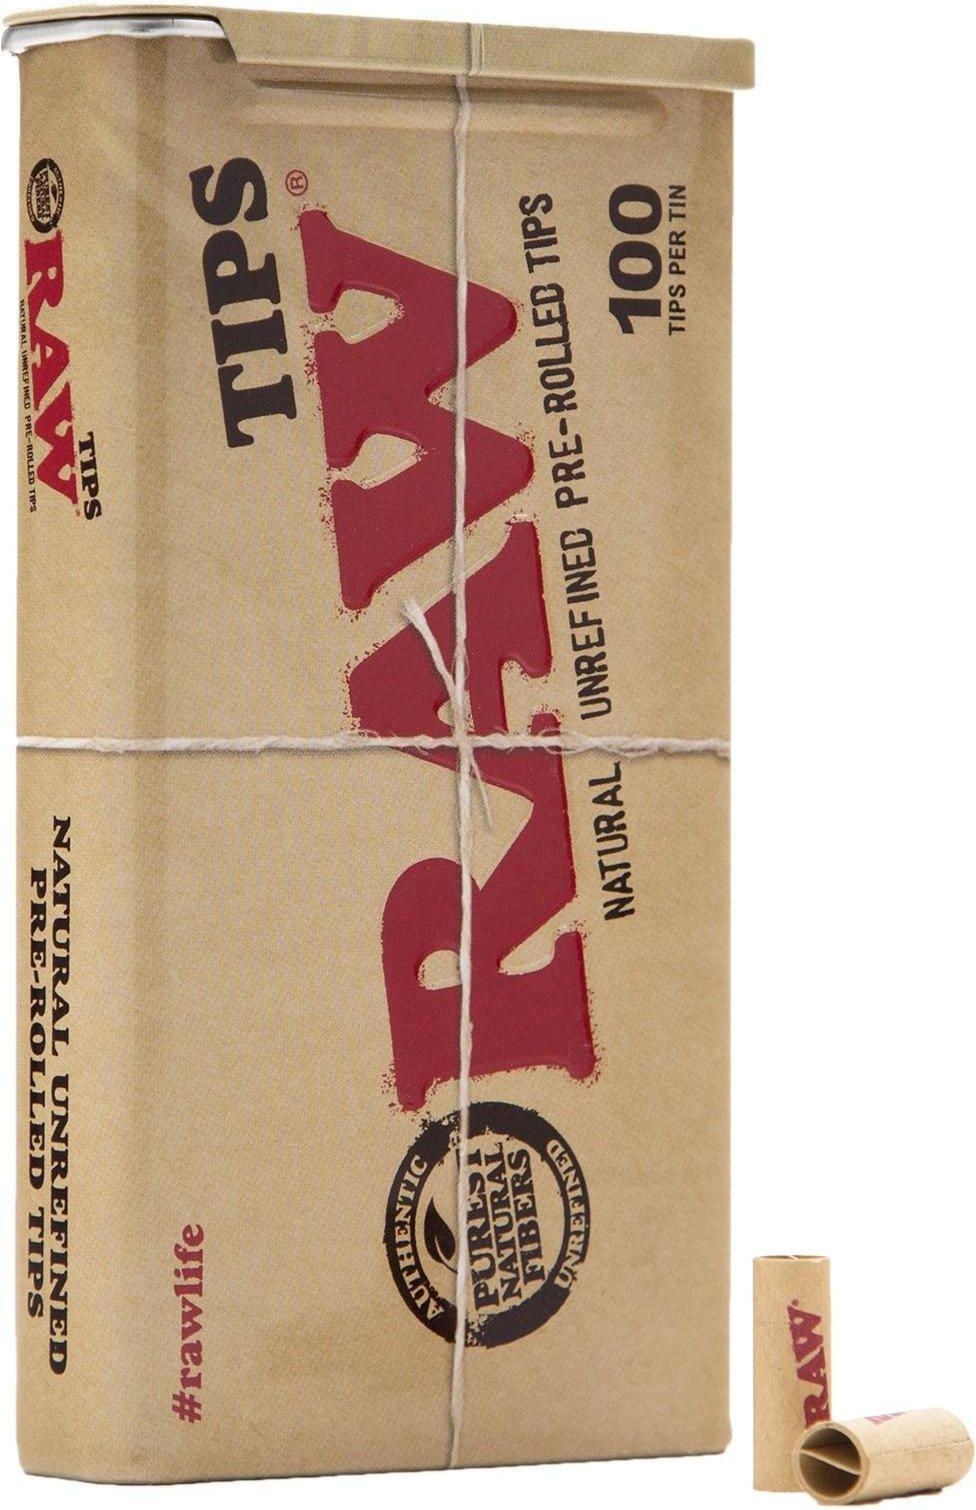 TIPS
RAW®
NATURAL UNREFINED PRE-ROLLED TIPS
100
TIPS PER TIN
AUTHENTIC
PUREST
NATURAL
FIBERS
UNREFINED
#rawlife
RAW
TIPS
NATURAL UNREFINED PRE-ROLLED TIPS
NATURAL UNREFINED
PRE-ROLLED TIPS
RAW®